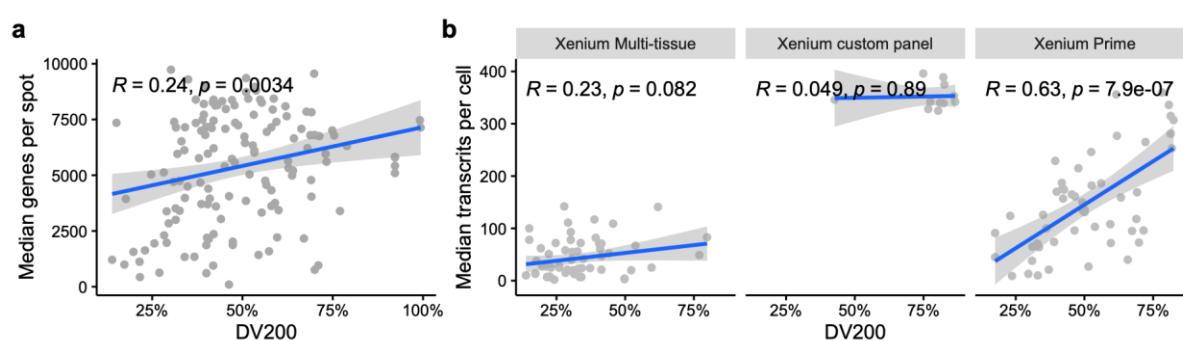 a
Median genes per spot
10000
7500
5000
2500
0
R = 0.24, p = 0.0034
25% 50% 75% 100%
DV200
b
Xenium Multi-tissue Xenium custom panel Xenium Prime
Median transcrits per cell
400
300
200
100
0
R = 0.23, p = 0.082 R = 0.049, p = 0.89 R = 0.63, p = 7.9e-07
25% 50% 75% 25% 50% 75% 25% 50% 75%
DV200